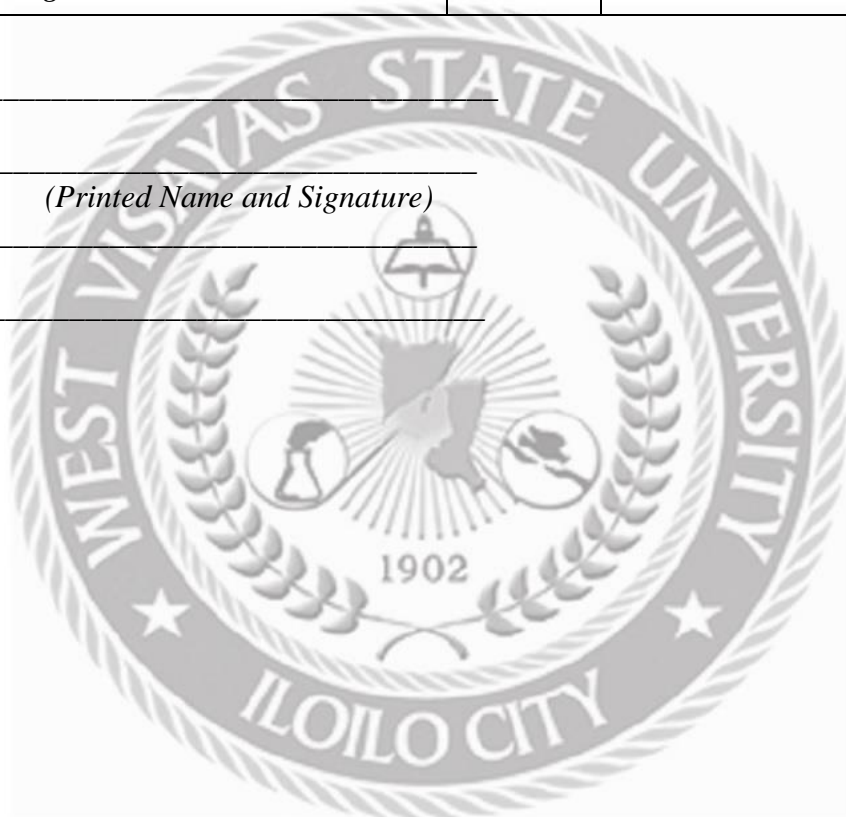 WEST VISAYAS STATE UNIVERSITY
(Printed Name and Signature)
1902
ILOILO CITY